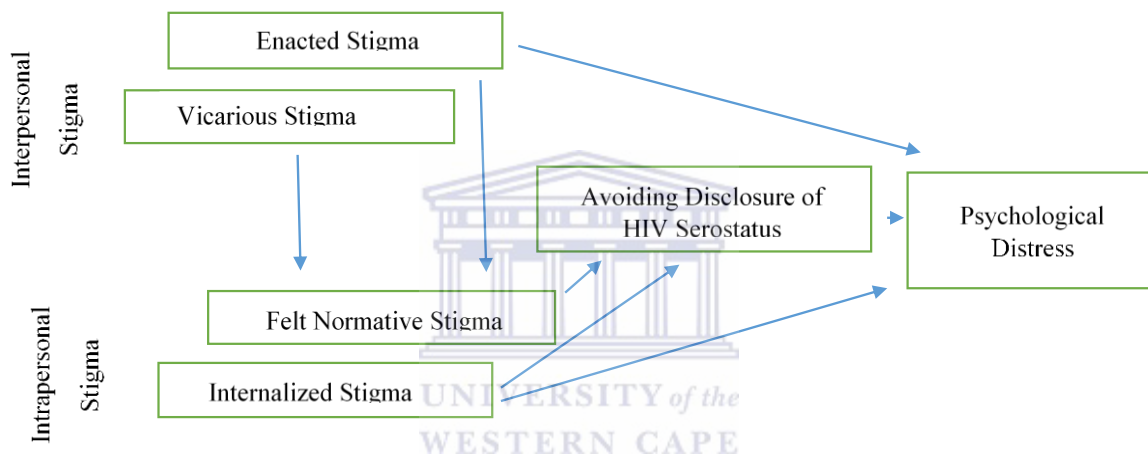 Interpersonal
Stigma
Enacted Stigma
Vicarious Stigma
Avoiding Disclosure of
HIV Serostatus
Psychological
Distress
Intrapersonal
Stigma
Felt Normative Stigma
Internalized Stigma
UNIVERSITY of the
WESTERN CAPE